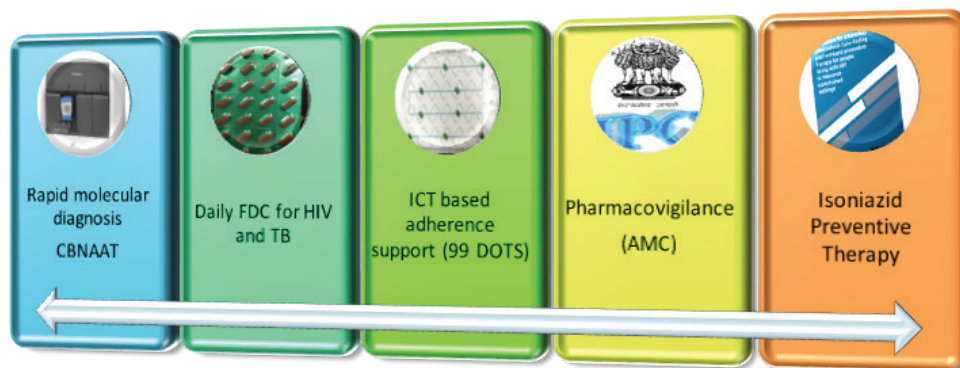 Rapid molecular
diagnosis
CBNAAT
Daily FDC for HIV
and TB
ICT based
adherence
support (99 DOTS)
IPC
Pharmacovigilance
(AMC)
Isoniazid
Preventive
Therapy